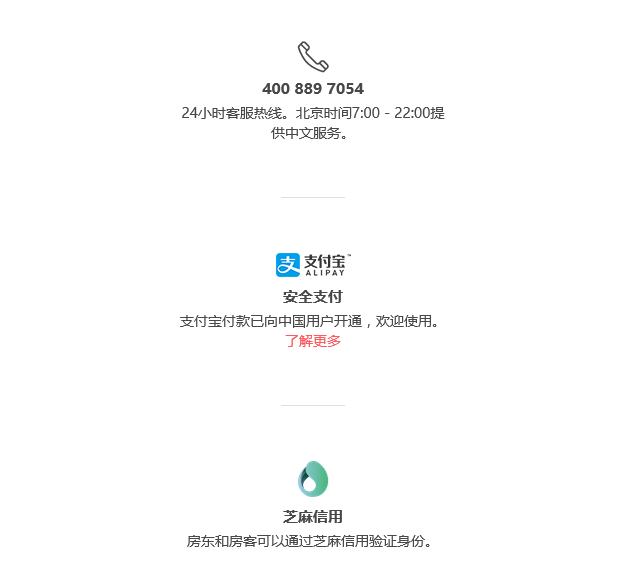 400 889 7054
24小时客服热线。北京时间7:00 - 22:00提
供中文服务。
支付宝™
ALIPAY
安全支付
支付宝付款已向中国用户开通，欢迎使用。
了解更多
芝麻信用
房东和房客可以通过芝麻信用验证身份。